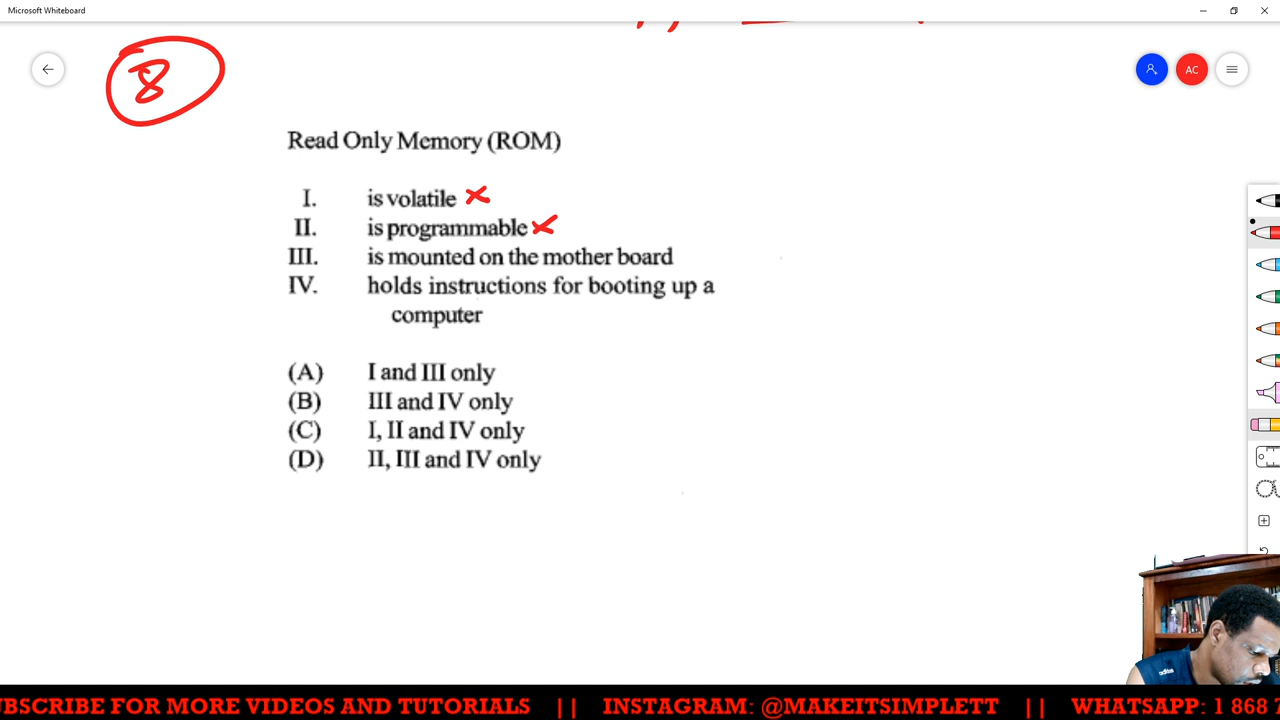 Microsoft Whiteboard
8
AC
Read Only Memory (ROM)
I. is volatile ✗
II. is programmable ✗
III. is mounted on the mother board
IV. holds instructions for booting up a
computer
(A) I and III only
(B) III and IV only
(C) I, II and IV only
(D) II, III and IV only
adidas
UBSCRIBE FOR MORE VIDEOS AND TUTORIALS || INSTAGRAM: @MAKEITSIMPLETT || WHATSAPP: 1 868